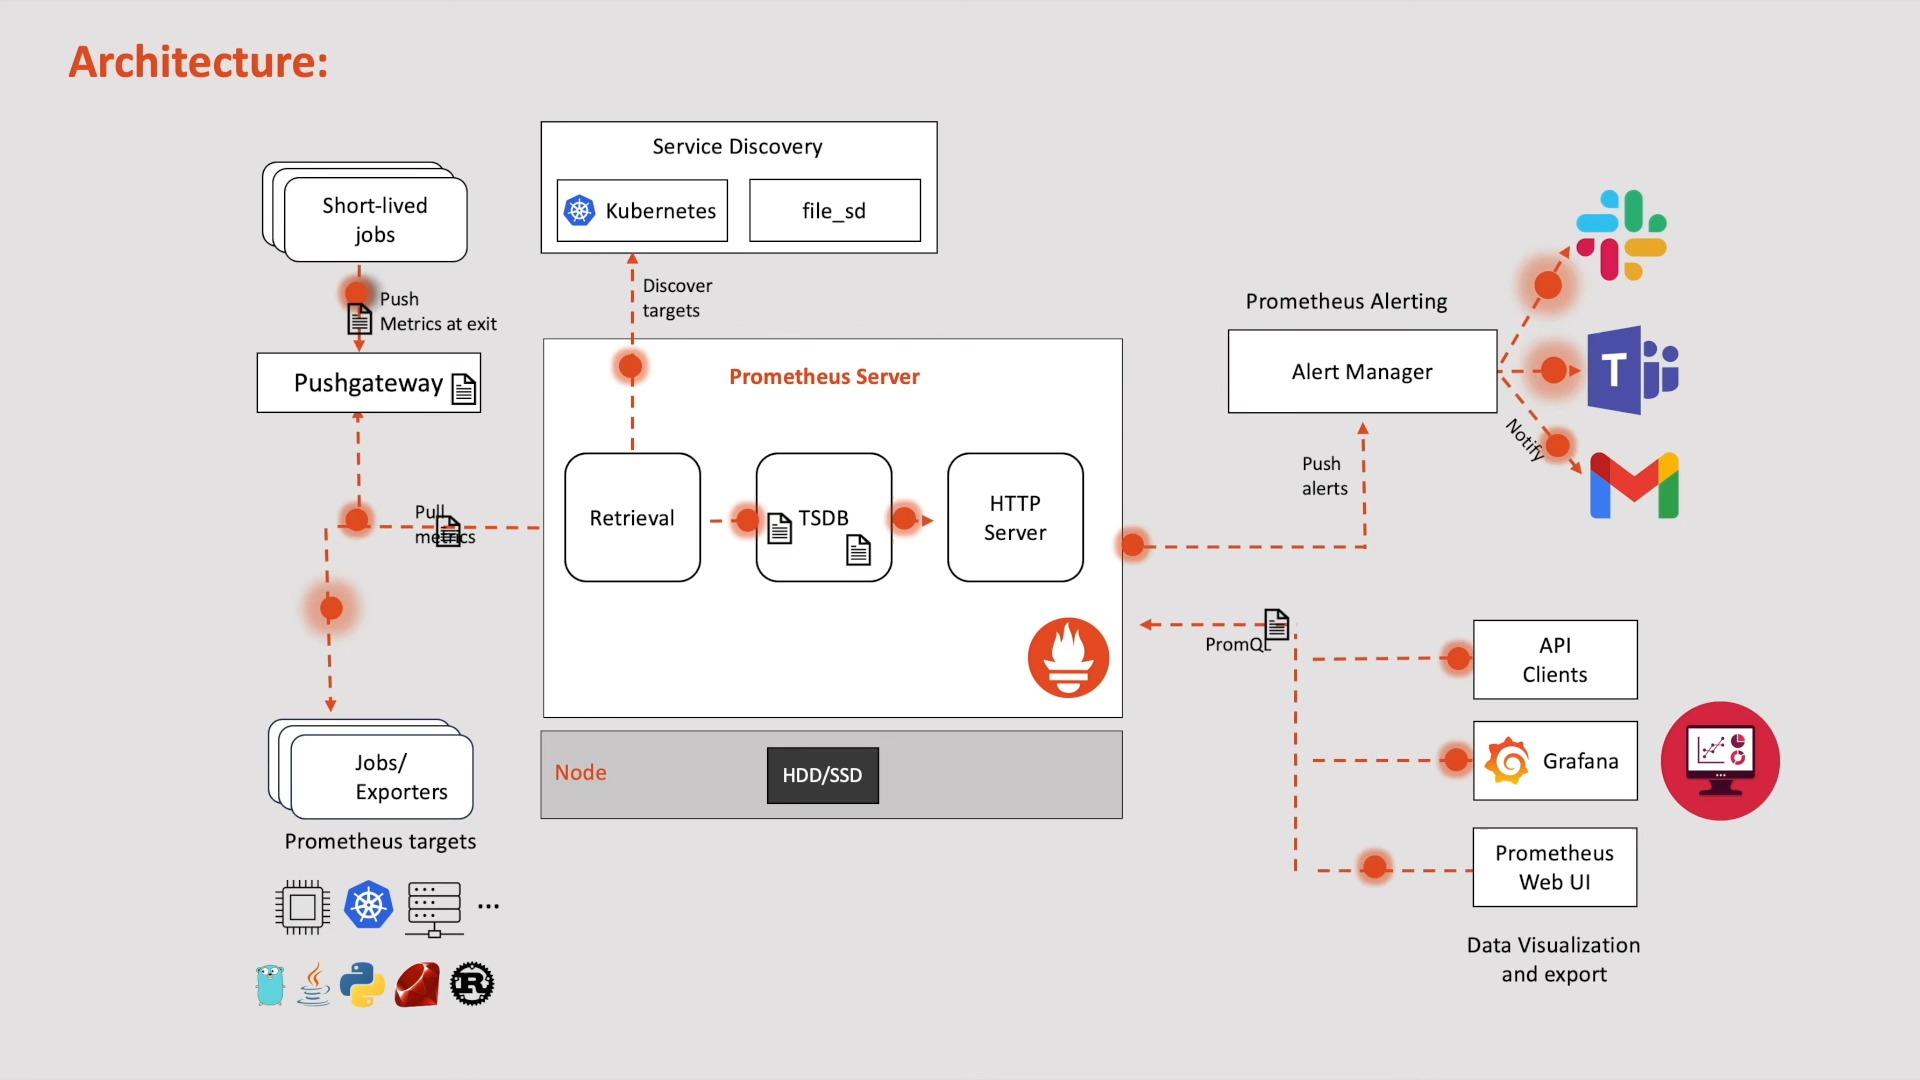 Architecture:
Service Discovery
Kubernetes
file_sd
Short-lived
jobs
Push
Metrics at exit
Discover
targets
Pushgateway
Prometheus Server
Prometheus Alerting
Alert Manager
T
Notify
Push
alerts
Pull
metrics
Retrieval
TSDB
HTTP
Server
PromQL
API
Clients
Grafana
Prometheus
Web UI
Data Visualization
and export
Node
HDD/SSD
Jobs/
Exporters
Prometheus targets
...
R